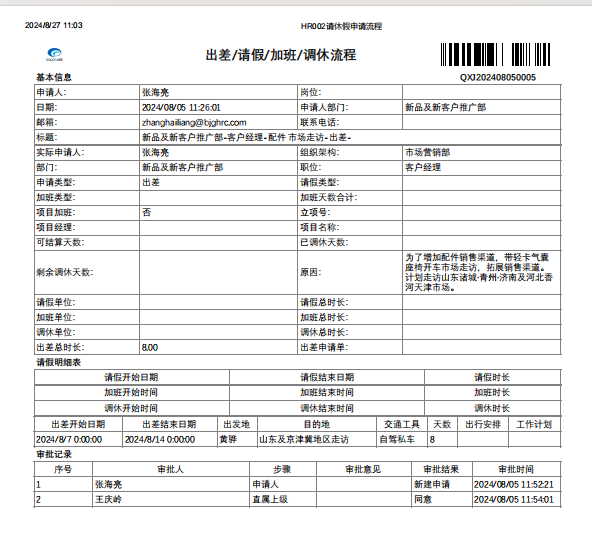 2024/8/27 11:03 HR002请休假申请流程
出差/请假/加班/调休流程
基本信息 QXJ202408050005
申请人: 张海亮 岗位:
日期: 2024/08/05 11:26:01 申请人部门: 新品及新客户推广部
邮箱: zhanghailiang@bjghrc.com 联系电话:
标题: 新品及新客户推广部-客户经理-配件 市场走访-出差-
实际申请人: 张海亮 组织架构: 市场营销部
部门: 新品及新客户推广部 职位: 客户经理
申请类型: 出差 请假类型:
加班类型: 加班天数合计:
项目加班: 否 立项号:
项目经理: 项目名称:
可结算天数: 已调休天数:
剩余调休天数: 原因: 为了增加配件销售渠道，带轻卡气囊
座椅开车市场走访，拓展销售渠道。
计划走访山东诸城·青州·济南及河北香
河天津市场。
请假单位: 请假总时长:
加班单位: 加班总时长:
调休单位: 调休总时长:
出差总时长: 8.00 出差申请单:
请假明细表
请假开始日期 请假结束日期 请假时长
加班开始时间 加班结束时间 加班时长
调休开始时间 调休结束时间 调休时长
出差开始日期 出差结束日期 出发地 目的地 交通工具 天数 出行安排 工作计划
2024/8/7 0:00:00 2024/8/14 0:00:00 黄骅 山东及京津冀地区走访 自驾私车 8
审批记录
序号 审批人 步骤 审批意见 审批结果 审批时间
1 张海亮 申请人 新建申请 2024/08/05 11:52:21
2 王庆岭 直属上级 同意 2024/08/05 11:54:01